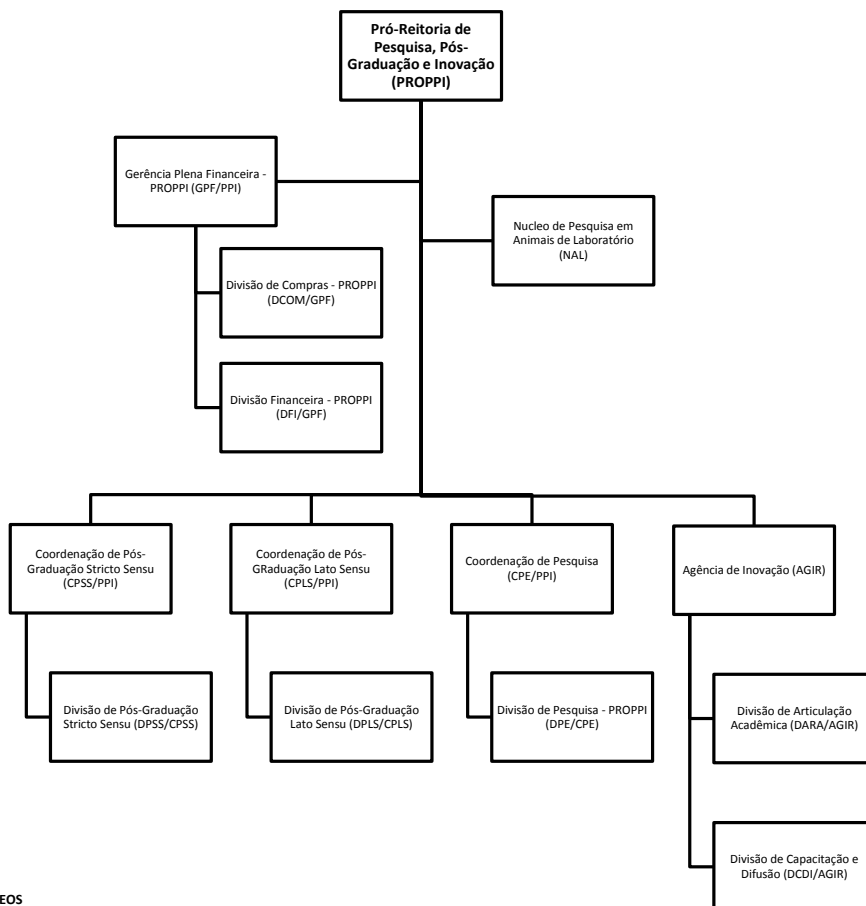 Pró-Reitoria de
Pesquisa, Pós-
Graduação e Inovação
(PROPPI)
Gerência Plena Financeira -
PROPPI (GPF/PPI)
Nucleo de Pesquisa em
Animais de Laboratório
(NAL)
Divisão de Compras - PROPPI
(DCOM/GPF)
Divisão Financeira - PROPPI
(DFI/GPF)
Coordenação de Pós-
Graduação Stricto Sensu
(CPSS/PPI)
Coordenação de Pós-
GRaduação Lato Sensu
(CPLS/PPI)
Coordenação de Pesquisa
(CPE/PPI)
Agência de Inovação (AGIR)
Divisão de Pós-Graduação
Stricto Sensu (DPSS/CPSS)
Divisão de Pós-Graduação
Lato Sensu (DPLS/CPLS)
Divisão de Pesquisa - PROPPI
(DPE/CPE)
Divisão de Articulação
Acadêmica (DARA/AGIR)
Divisão de Capacitação e
Difusão (DCDI/AGIR)
EOS